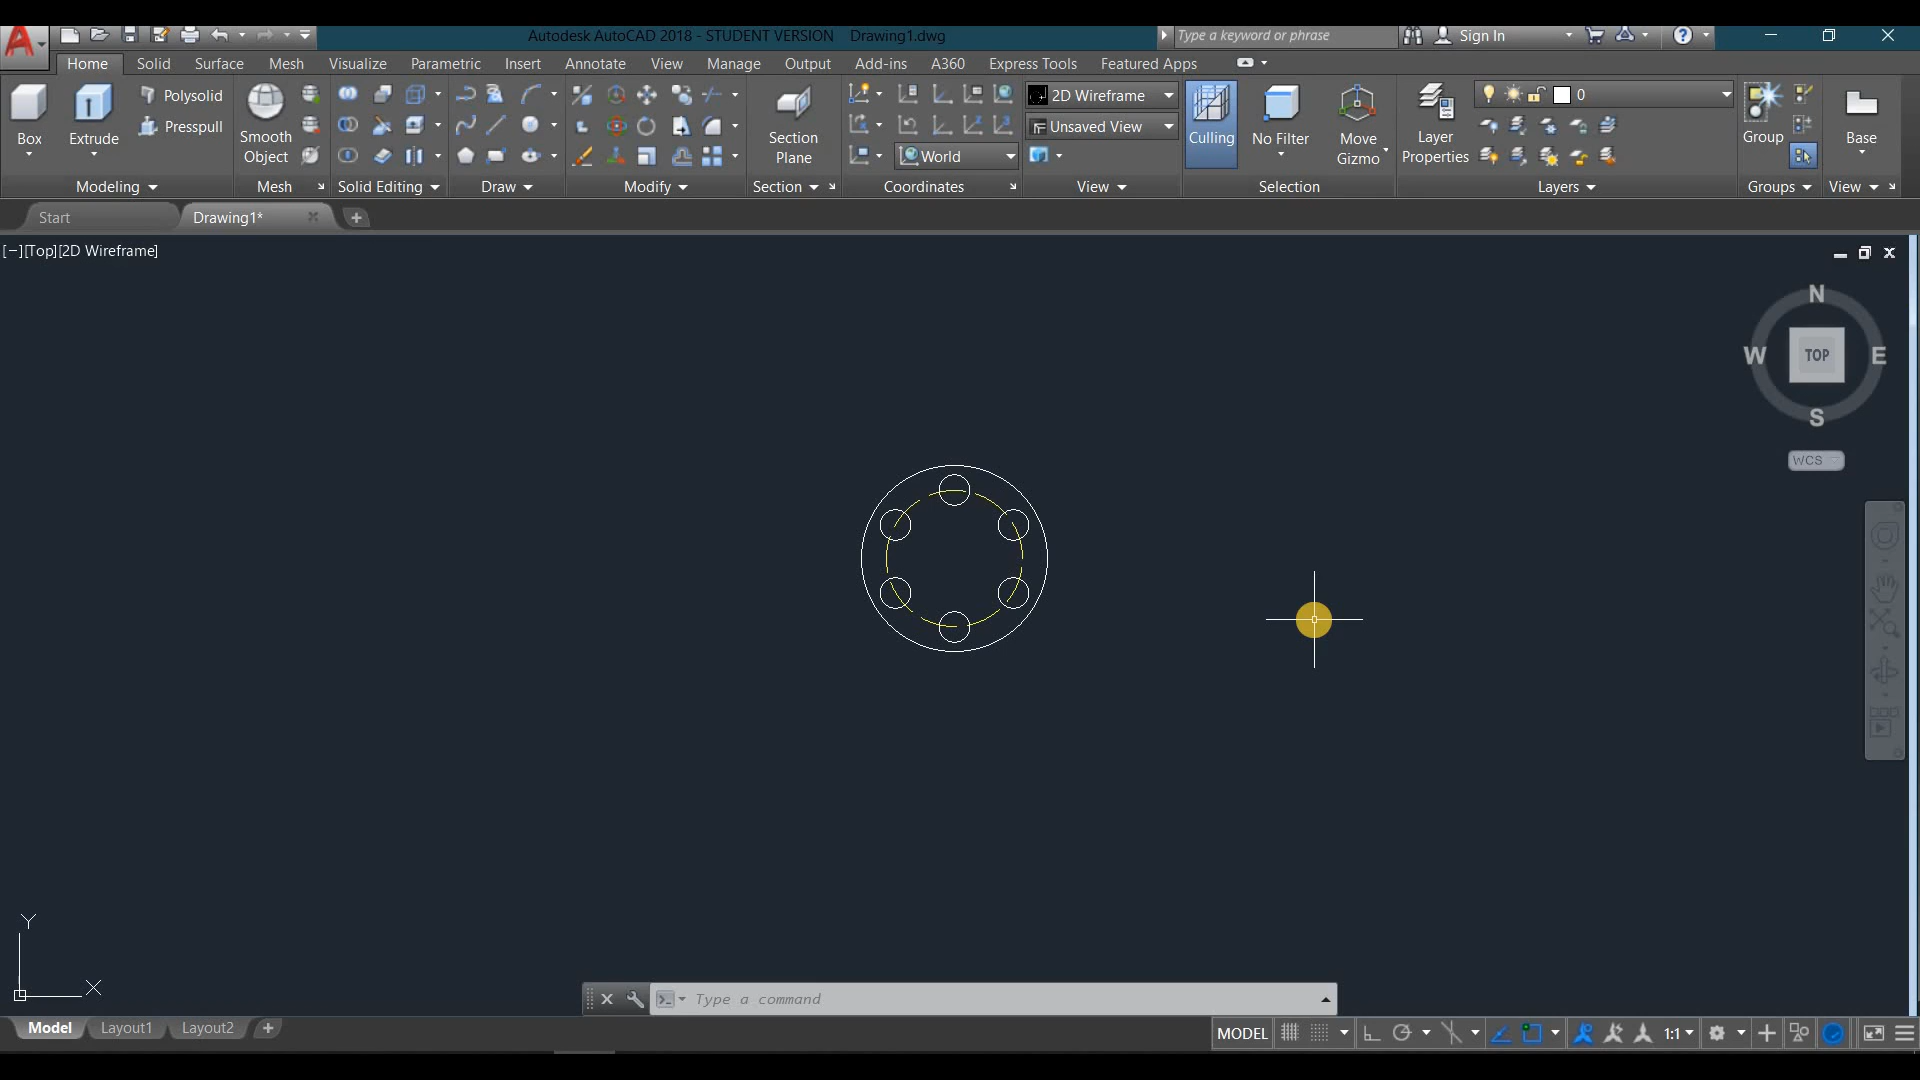 Autodesk AutoCAD 2018 - STUDENT VERSION Drawing1.dwg
Type a keyword or phrase
Sign In
Home Solid Surface Mesh Visualize Parametric Insert Annotate View Manage Output Add-ins A360 Express Tools Featured Apps
Box
Extrude
Polysolid
Presspull
Smooth
Object
Section
Plane
World
2D Wireframe
Unsaved View
Culling
No Filter
Move
Gizmo
Layer
Properties
0
Group
Base
Modeling Mesh Solid Editing Draw Modify Section Coordinates View Selection Layers Groups View
Start Drawing1*
[−][Top][2D Wireframe]
N
W TOP E
S
WCS
Y
X
Type a command
Model Layout1 Layout2
MODEL 1:1